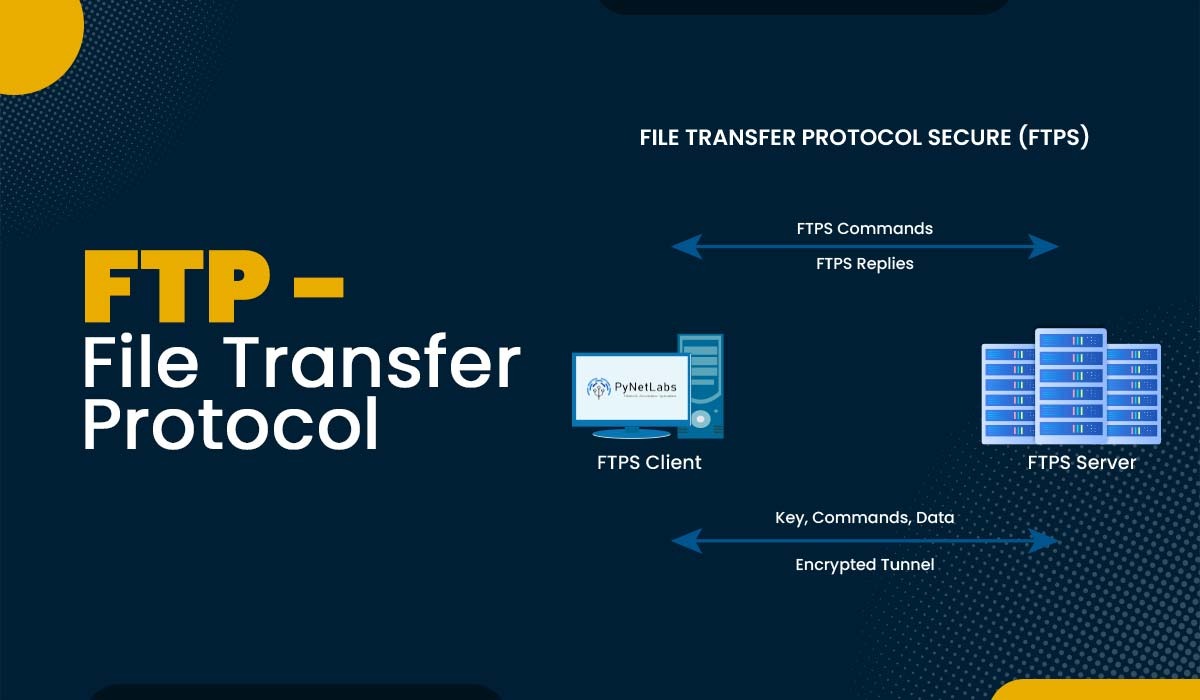 FTP -
File Transfer
Protocol
FILE TRANSFER PROTOCOL SECURE (FTPS)
FTPS Commands
FTPS Replies
PyNetLabs
FTPS Client
FTPS Server
Key, Commands, Data
Encrypted Tunnel